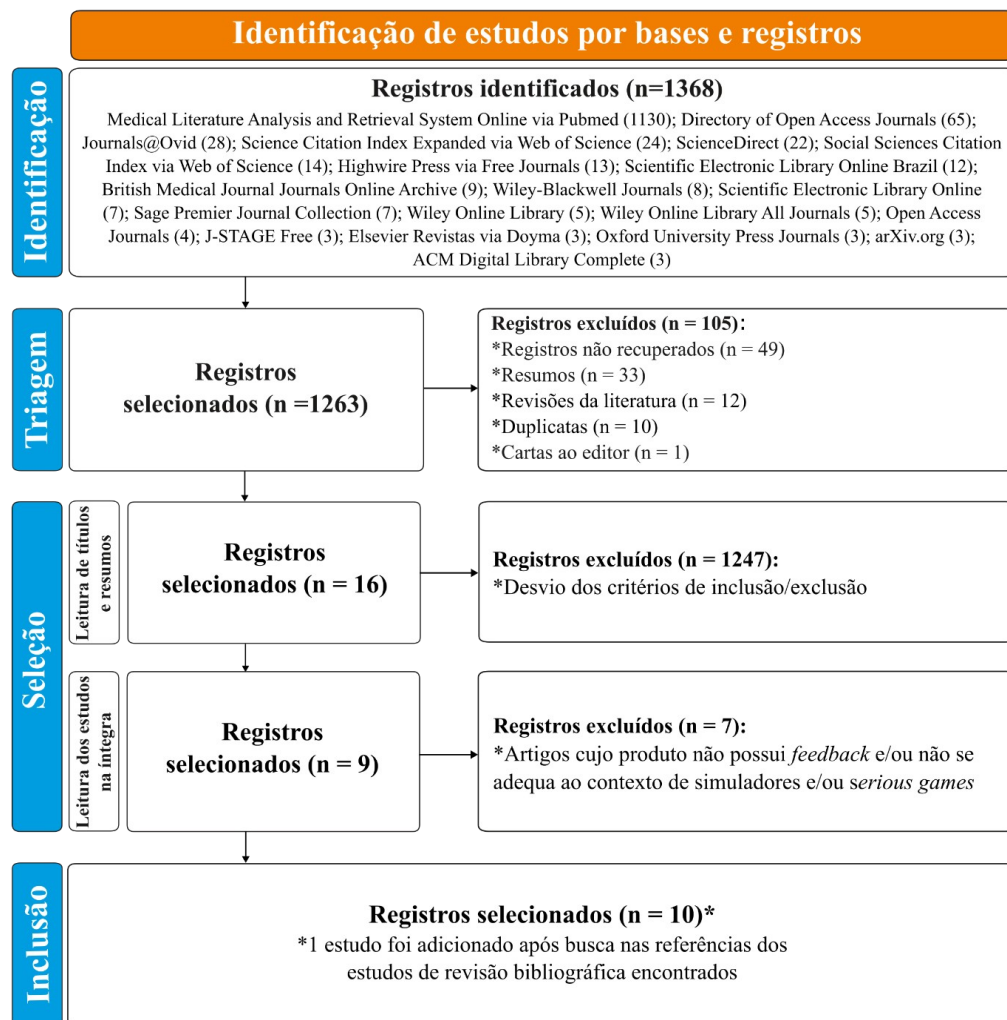 Identificação de estudos por bases e registros
Identificação
Registros identificados (n=1368)
Medical Literature Analysis and Retrieval System Online via Pubmed (1130); Directory of Open Access Journals (65);
Journals@Ovid (28); Science Citation Index Expanded via Web of Science (24); ScienceDirect (22); Social Sciences Citation
Index via Web of Science (14); Highwire Press via Free Journals (13); Scientific Electronic Library Online Brazil (12);
British Medical Journal Journals Online Archive (9); Wiley-Blackwell Journals (8); Scientific Electronic Library Online
(7); Sage Premier Journal Collection (7); Wiley Online Library (5); Wiley Online Library All Journals (5); Open Access
Journals (4); J-STAGE Free (3); Elsevier Revistas via Doyma (3); Oxford University Press Journals (3); arXiv.org (3);
ACM Digital Library Complete (3)
Triagem
Registros
selecionados (n =1263)
Registros excluídos (n = 105):
*Registros não recuperados (n = 49)
*Resumos (n = 33)
*Revisões da literatura (n = 12)
*Duplicatas (n = 10)
*Cartas ao editor (n = 1)
Seleção
Leitura de títulos
e resumos
Registros
selecionados (n = 16)
Registros excluídos (n = 1247):
*Desvio dos critérios de inclusão/exclusão
Leitura dos estudos
na íntegra
Registros
selecionados (n = 9)
Registros excluídos (n = 7):
*Artigos cujo produto não possui feedback e/ou não se
adequa ao contexto de simuladores e/ou serious games
Inclusão
Registros selecionados (n = 10)*
*1 estudo foi adicionado após busca nas referências dos
estudos de revisão bibliográfica encontrados